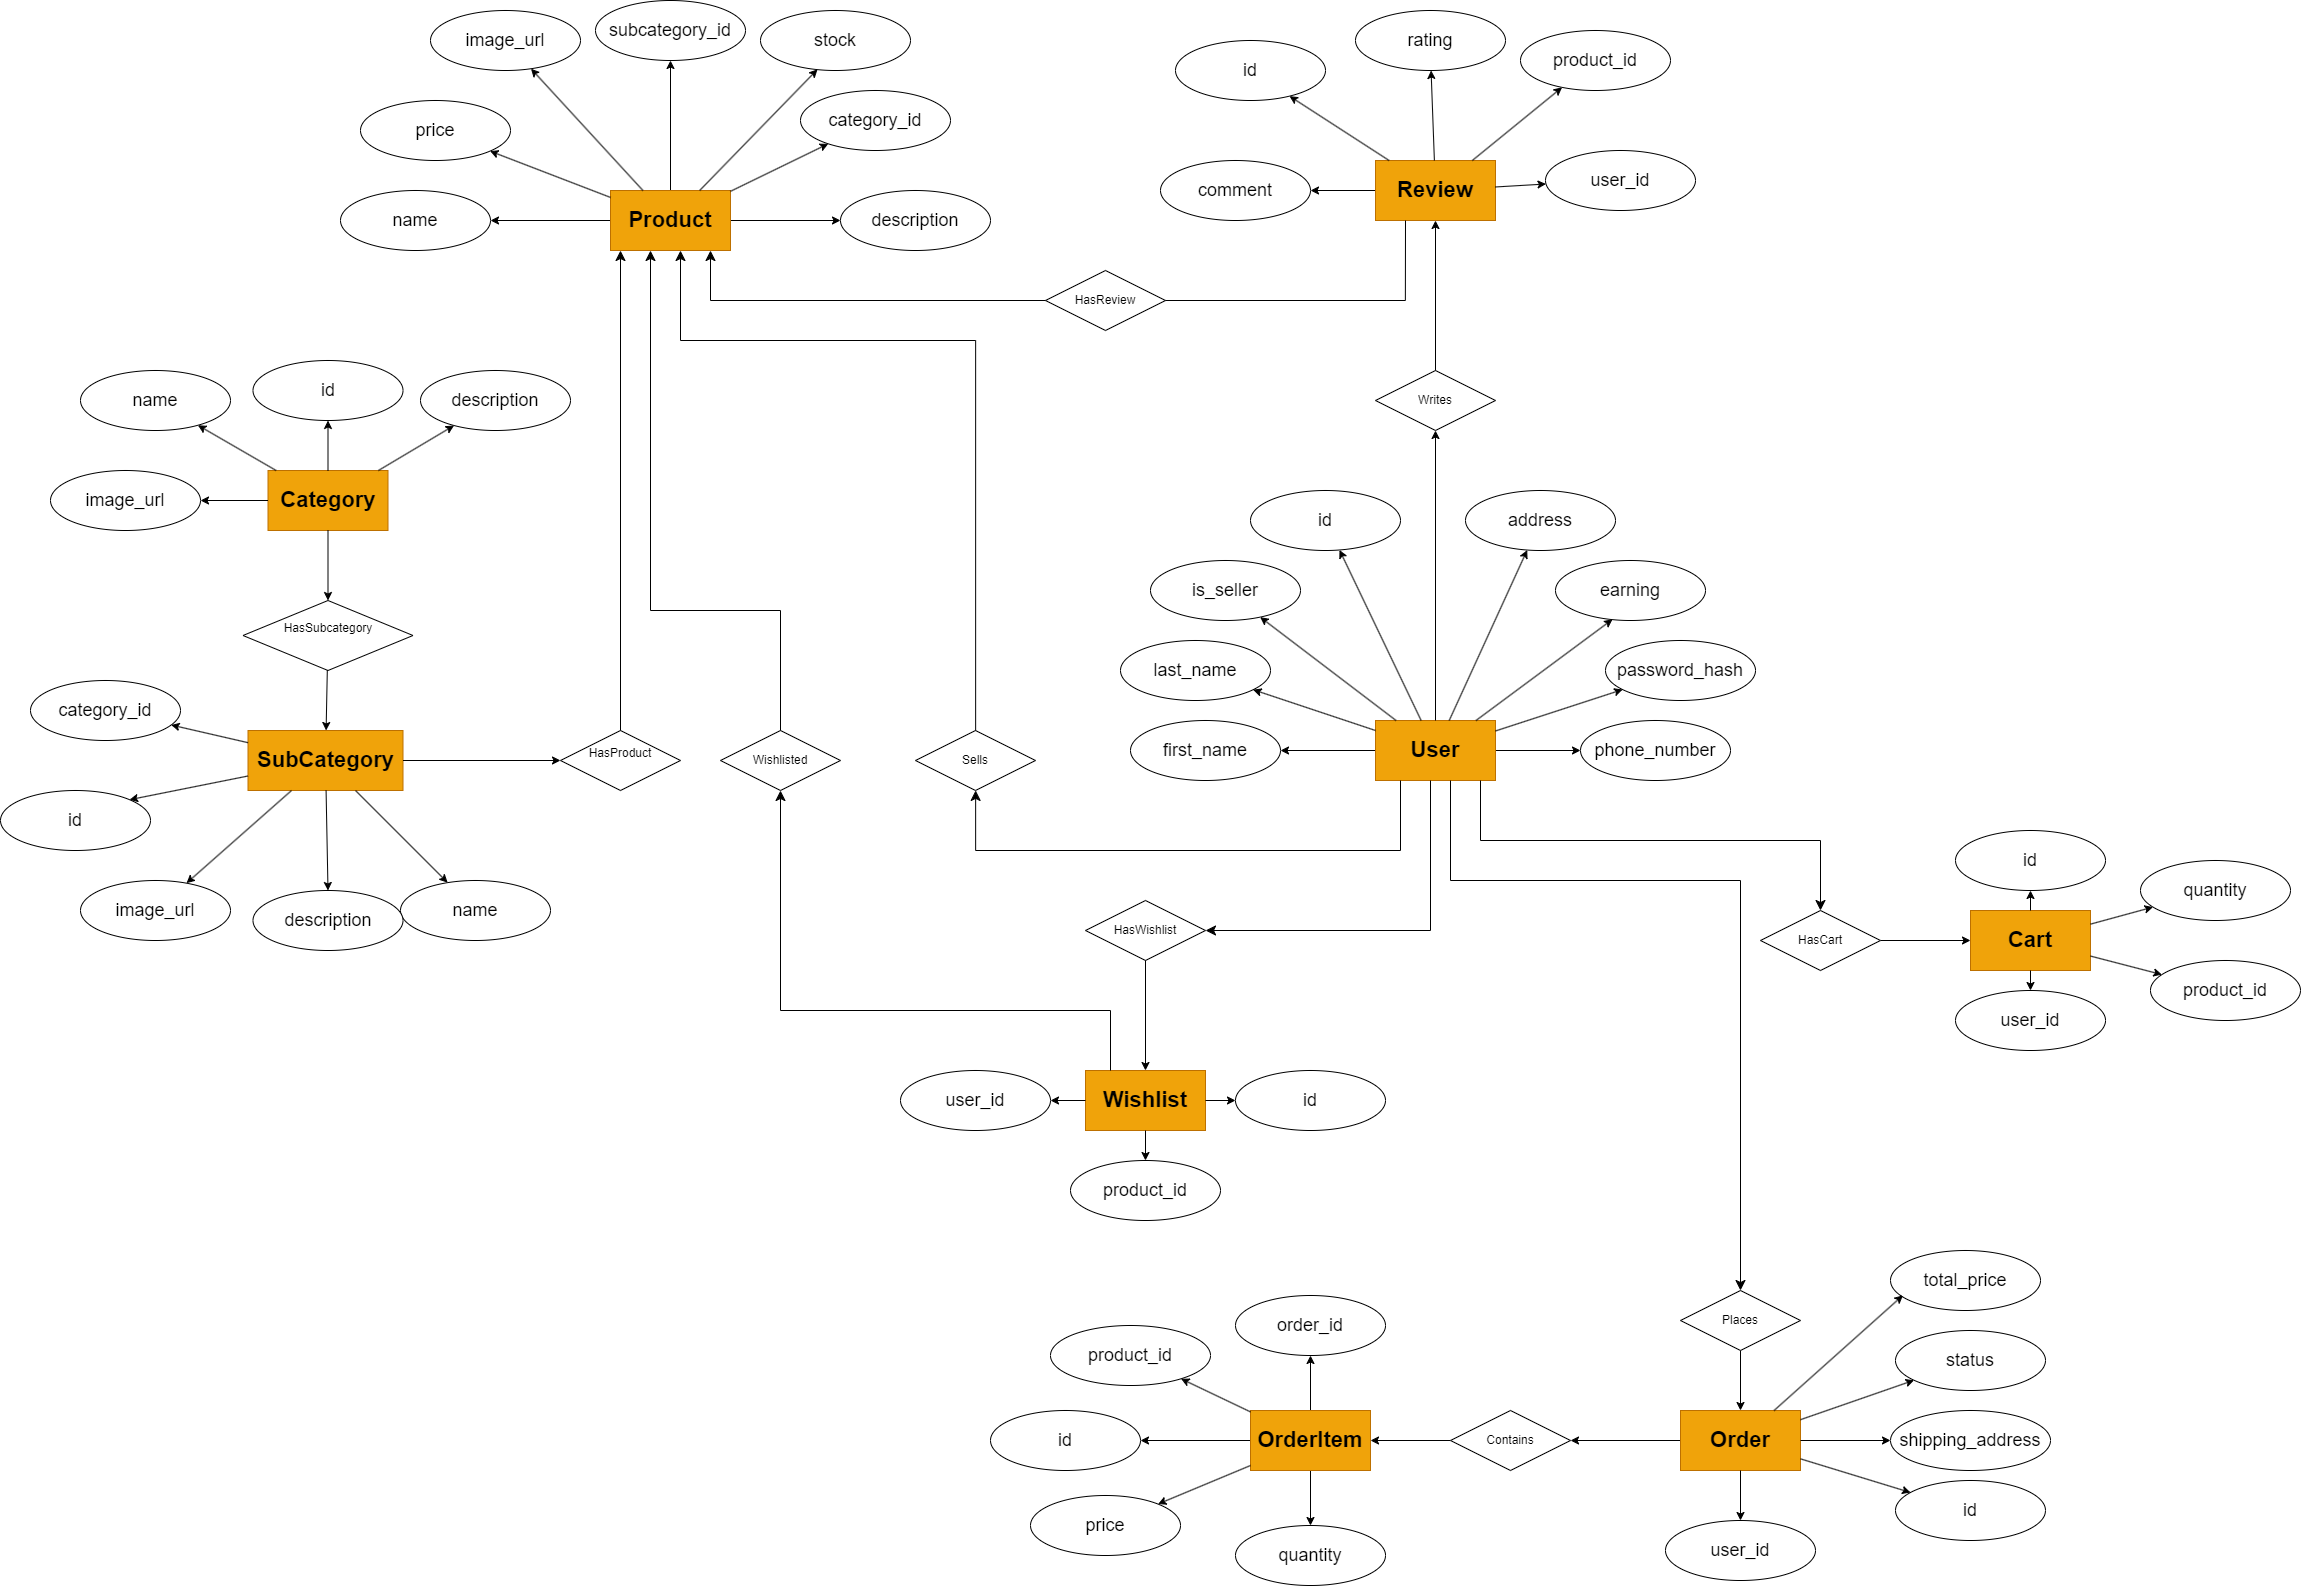 subcategory_id
image_url
stock
rating
product_id
id
category_id
price
user_id
Review
comment
name
Product
description
HasReview
id
name
description
Writes
image_url
Category
id
address
is_seller
earning
HasSubcategory
last_name
password_hash
category_id
first_name
User
phone_number
SubCategory
HasProduct
Wishlisted
Sells
id
id
quantity
image_url
description
name
HasWishlist
HasCart
Cart
product_id
user_id
user_id
Wishlist
id
product_id
total_price
order_id
Places
product_id
status
id
OrderItem
Contains
Order
shipping_address
id
price
quantity
user_id